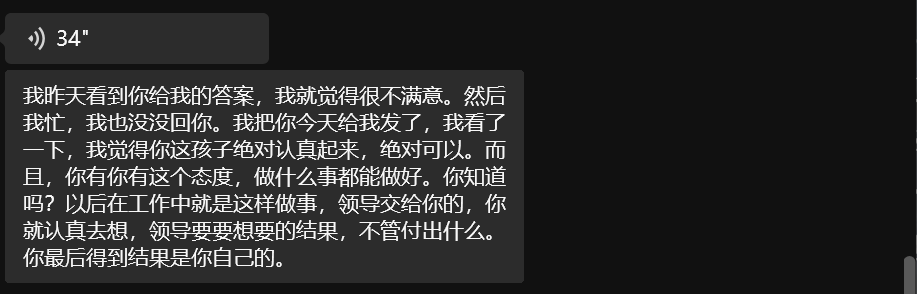 34"
我昨天看到你给我的答案，我就觉得很不满意。然后
我忙，我也没没回你。我把你今天给我发了，我看了
一下，我觉得你这孩子绝对认真起来，绝对可以。而
且，你有你有这个态度，做什么事都能做好。你知道
吗？以后在工作中就是这样做事，领导交给你的，你
就认真去想，领导要要想要的结果，不管付出什么。
你最后得到结果是你自己的。